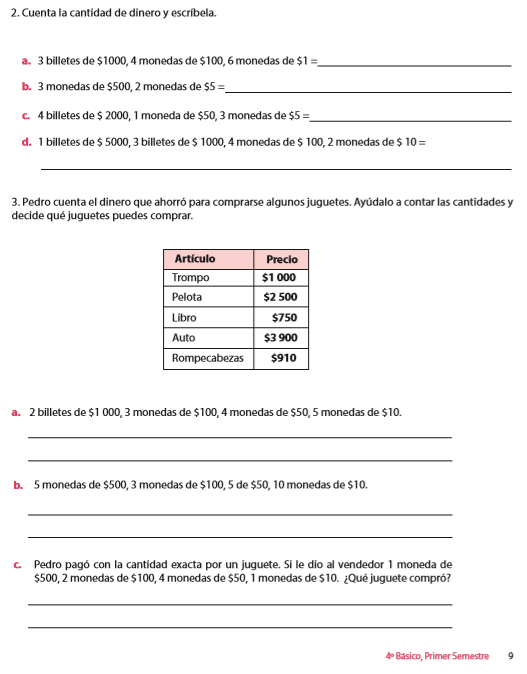 2. Cuenta la cantidad de dinero y escríbela.
a. 3 billetes de $1000, 4 monedas de $100, 6 monedas de $1 =
b. 3 monedas de $500, 2 monedas de $5 =
c. 4 billetes de $ 2000, 1 moneda de $50, 3 monedas de $5 =
d. 1 billetes de $ 5000, 3 billetes de $ 1000, 4 monedas de $ 100, 2 monedas de $ 10 =
3. Pedro cuenta el dinero que ahorró para comprarse algunos juguetes. Ayúdalo a contar las cantidades y
decide qué juguetes puedes comprar.
Artículo Precio
Trompo $1 000
Pelota $2 500
Libro $750
Auto $3 900
Rompecabezas $910
a. 2 billetes de $1 000, 3 monedas de $100, 4 monedas de $50, 5 monedas de $10.
b. 5 monedas de $500, 3 monedas de $100, 5 de $50, 10 monedas de $10.
c. Pedro pagó con la cantidad exacta por un juguete. Si le dio al vendedor 1 moneda de
$500, 2 monedas de $100, 4 monedas de $50, 1 monedas de $10. ¿Qué juguete compró?
4º Básico, Primer Semestre 9